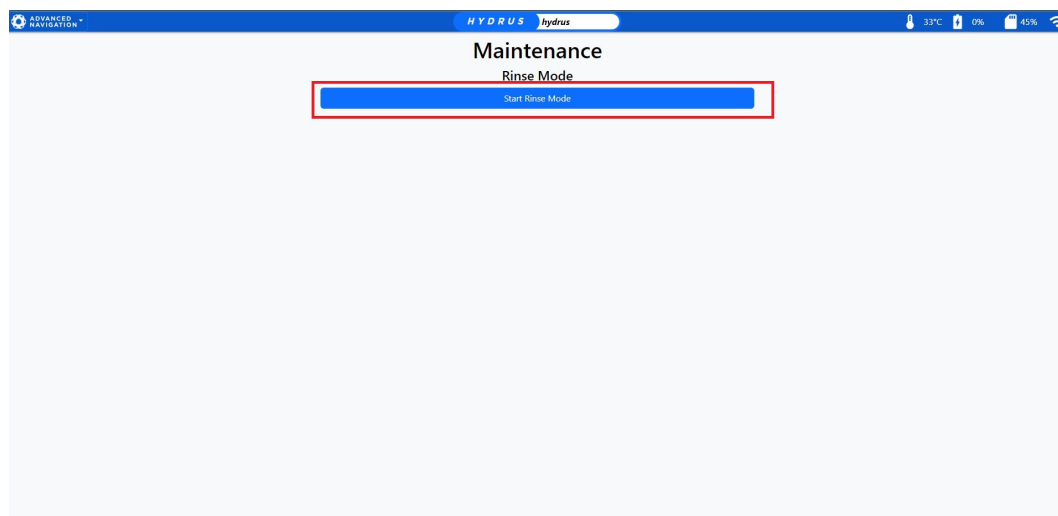 ADVANCED NAVIGATION HYDRUS hydrus 33°C 0% 45%
Maintenance
Rinse Mode
Start Rinse Mode